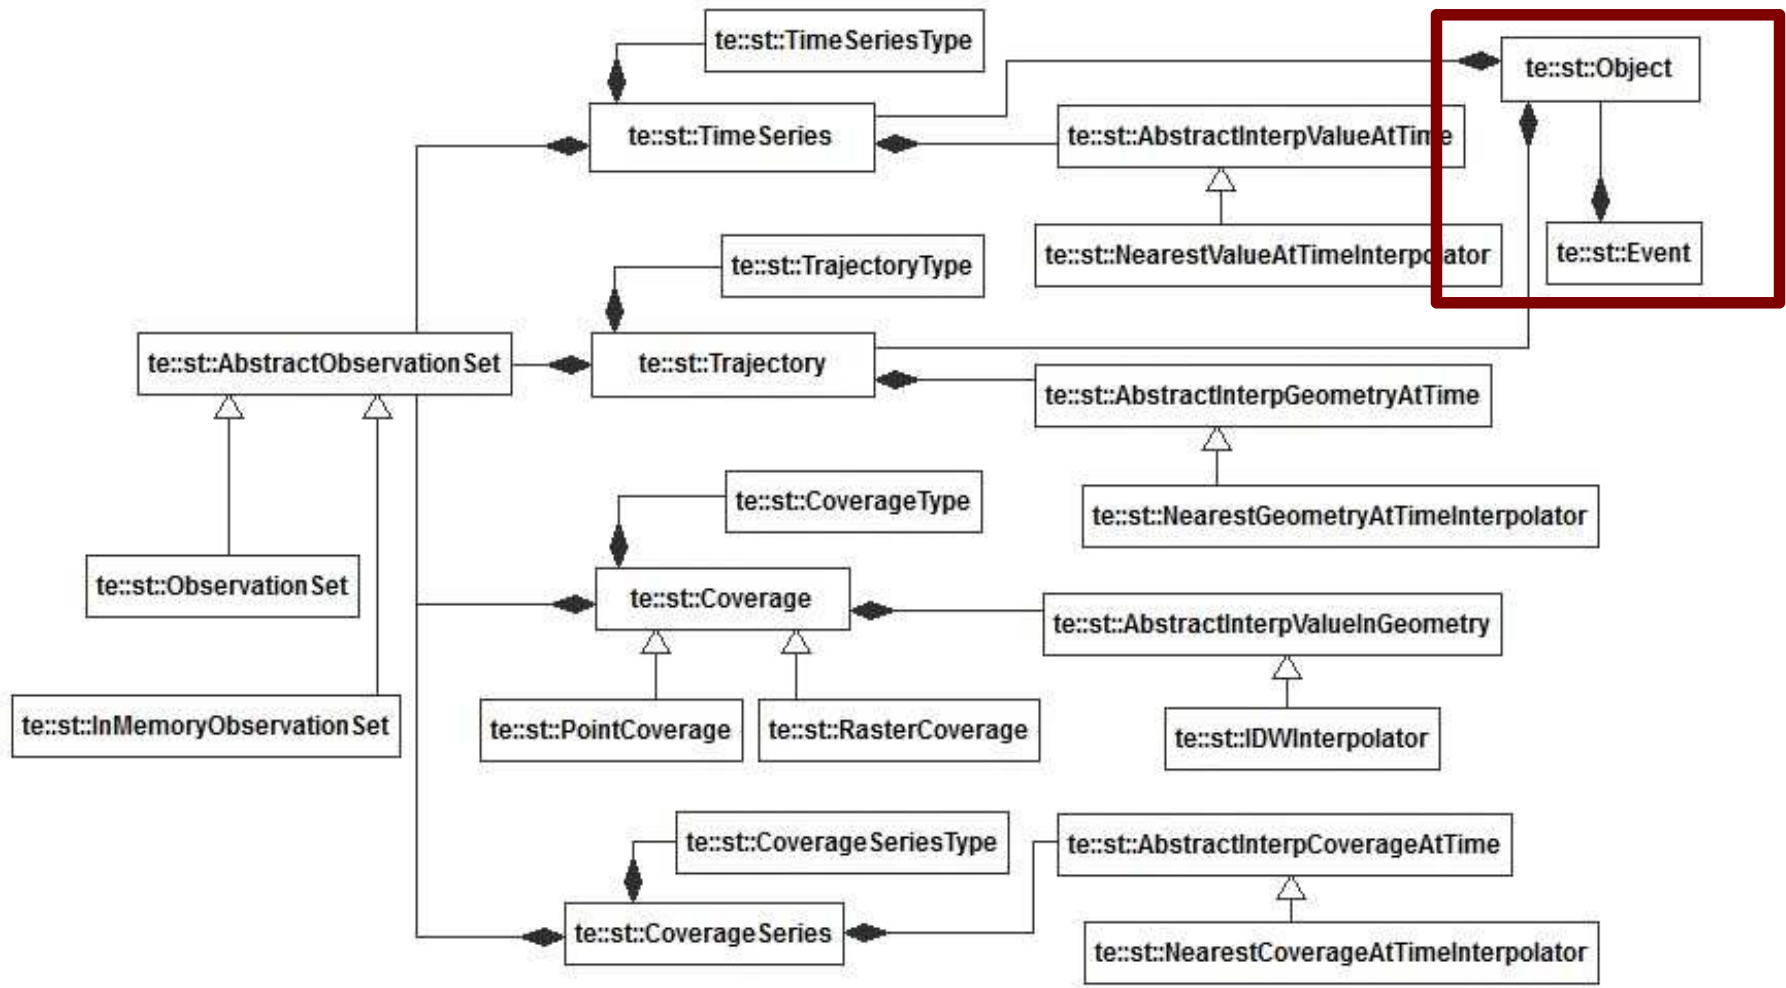 te::st::TimeSeriesType
te::st::Object
te::st::TimeSeries
te::st::AbstractInterpValueAtTime
te::st::NearestValueAtTimeInterpolator
te::st::Event
te::st::TrajectoryType
te::st::AbstractObservationSet
te::st::Trajectory
te::st::AbstractInterpGeometryAtTime
te::st::CoverageType
te::st::NearestGeometryAtTimeInterpolator
te::st::ObservationSet
te::st::Coverage
te::st::AbstractInterpValueInGeometry
te::st::InMemoryObservationSet
te::st::PointCoverage
te::st::RasterCoverage
te::st::IDWInterpolator
te::st::CoverageSeriesType
te::st::AbstractInterpCoverageAtTime
te::st::CoverageSeries
te::st::NearestCoverageAtTimeInterpolator